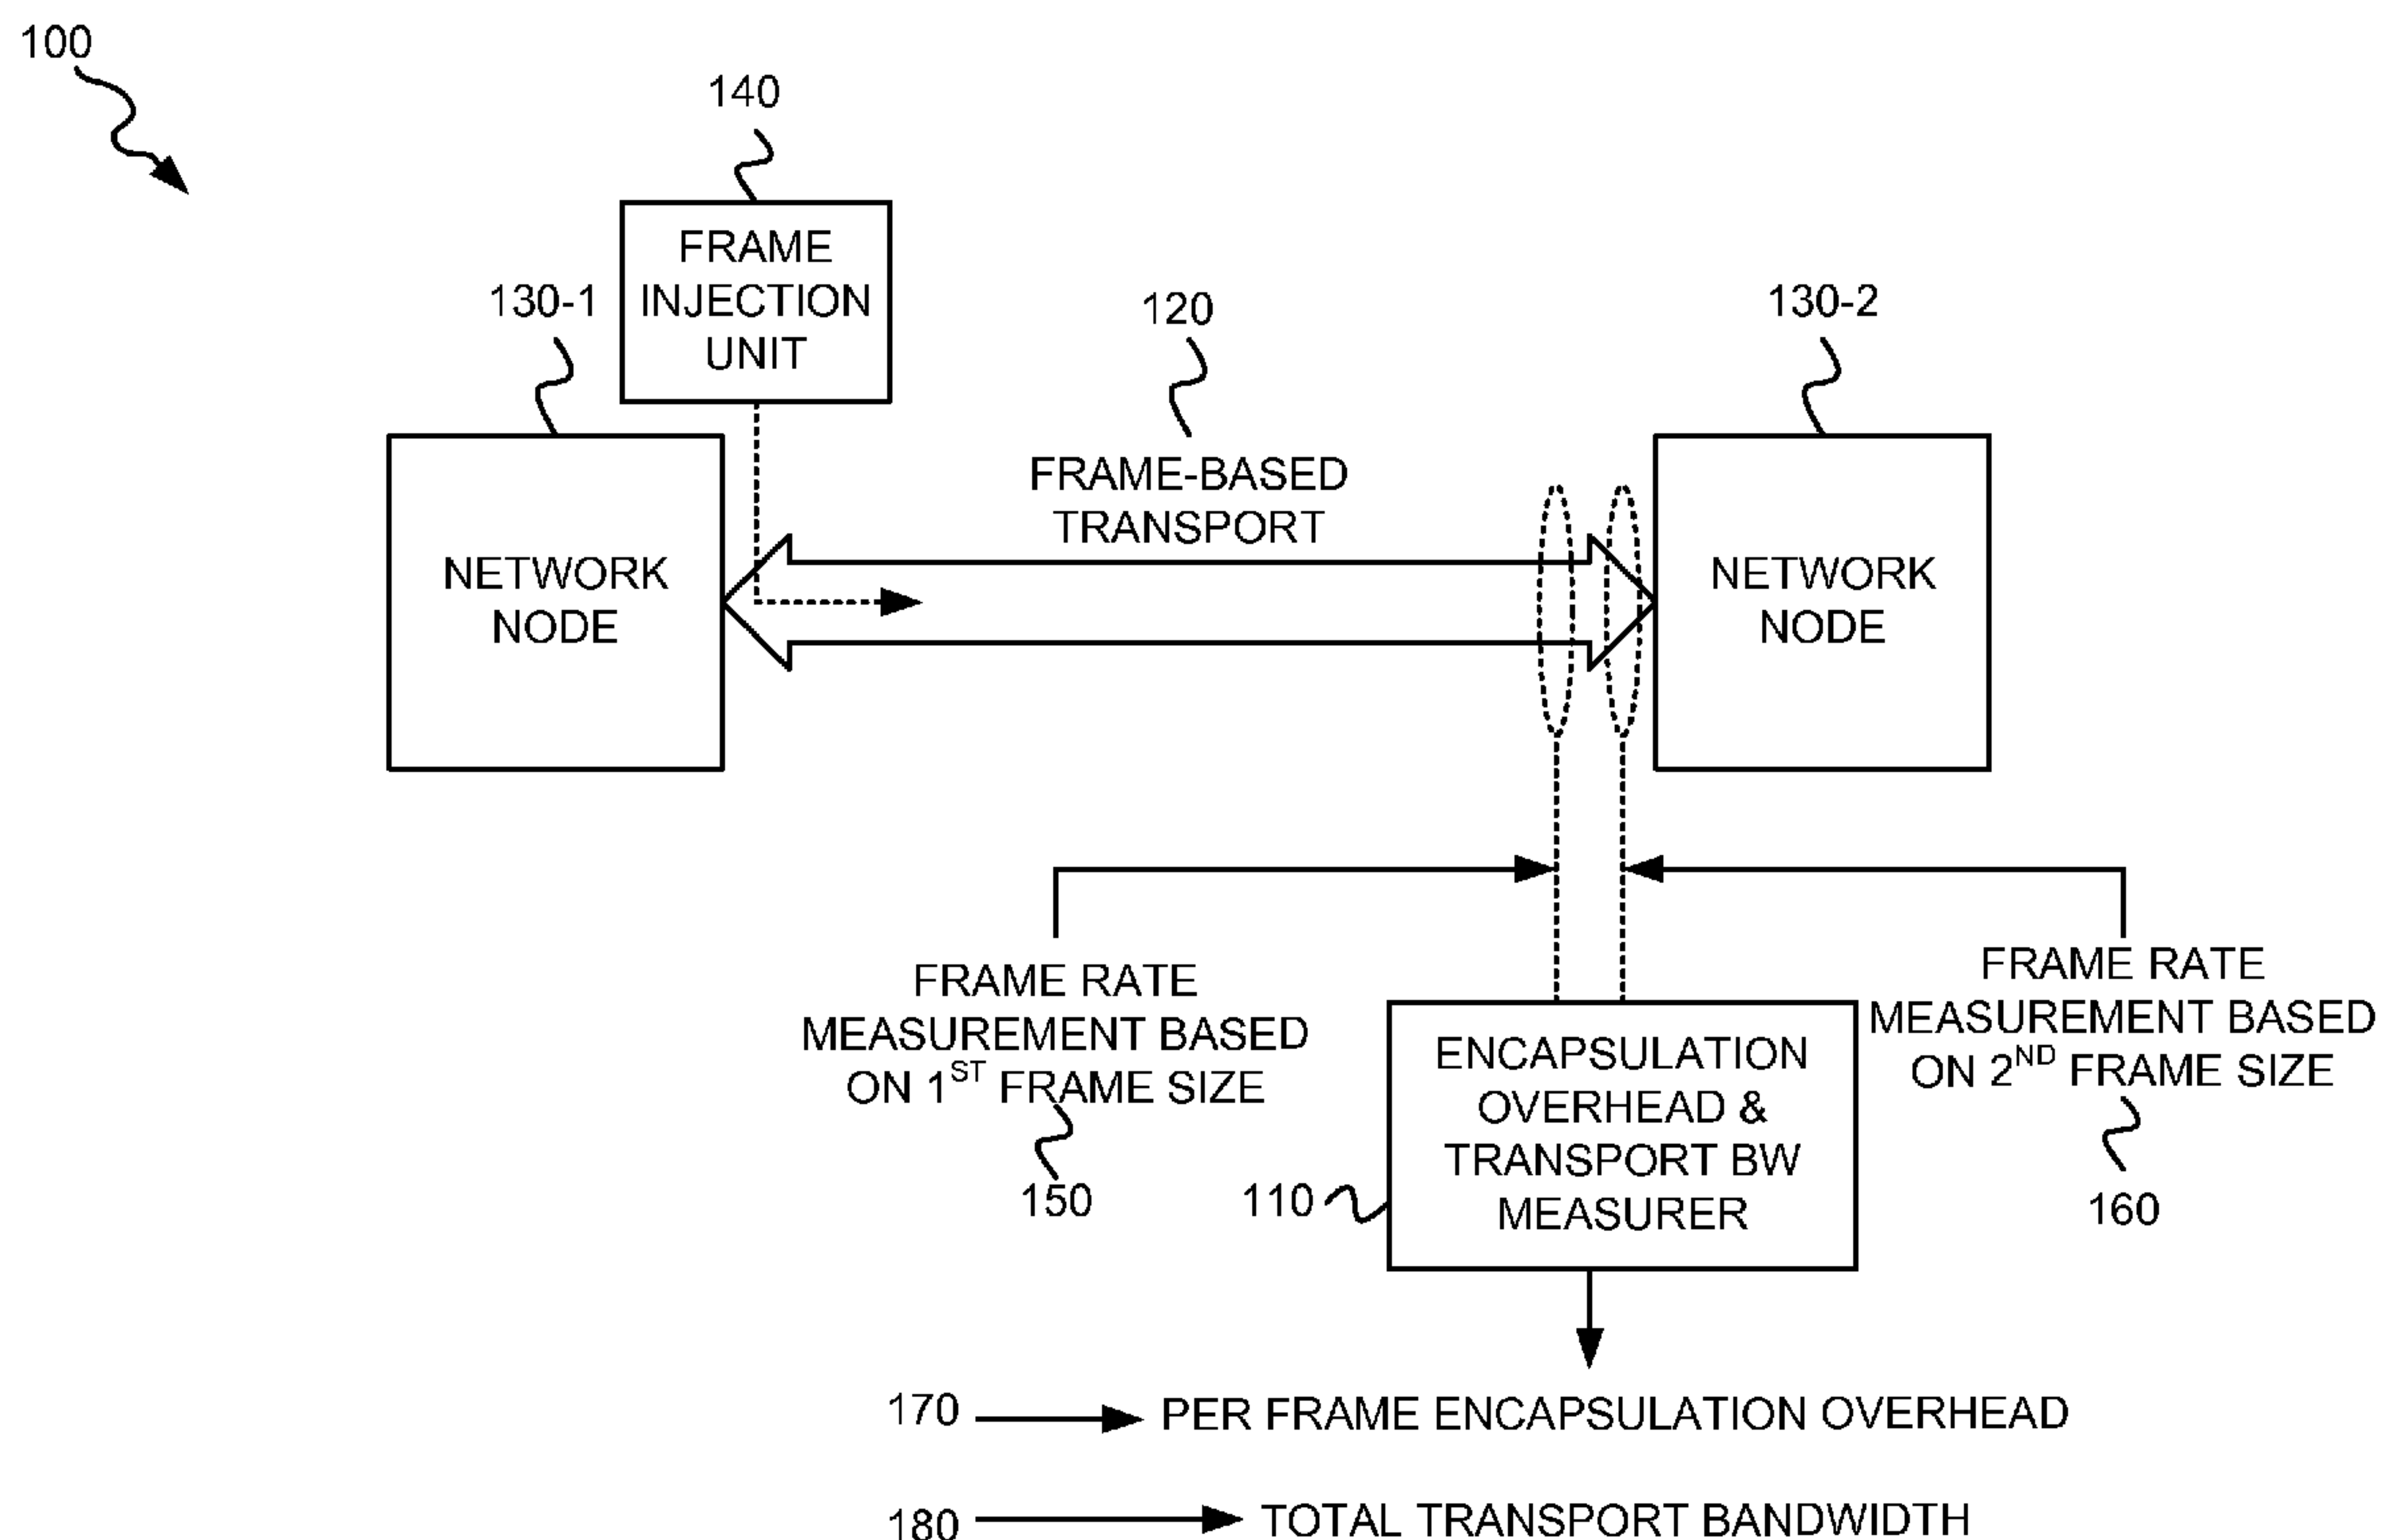 100
140
FRAME
INJECTION
UNIT
130-1
120
130-2
FRAME-BASED
TRANSPORT
NETWORK
NODE
NETWORK
NODE
FRAME RATE
MEASUREMENT BASED
ON 1ST FRAME SIZE
150
FRAME RATE
MEASUREMENT BASED
ON 2ND FRAME SIZE
160
ENCAPSULATION
OVERHEAD &
TRANSPORT BW
MEASURER
110
170
PER FRAME ENCAPSULATION OVERHEAD
180
TOTAL TRANSPORT BANDWIDTH